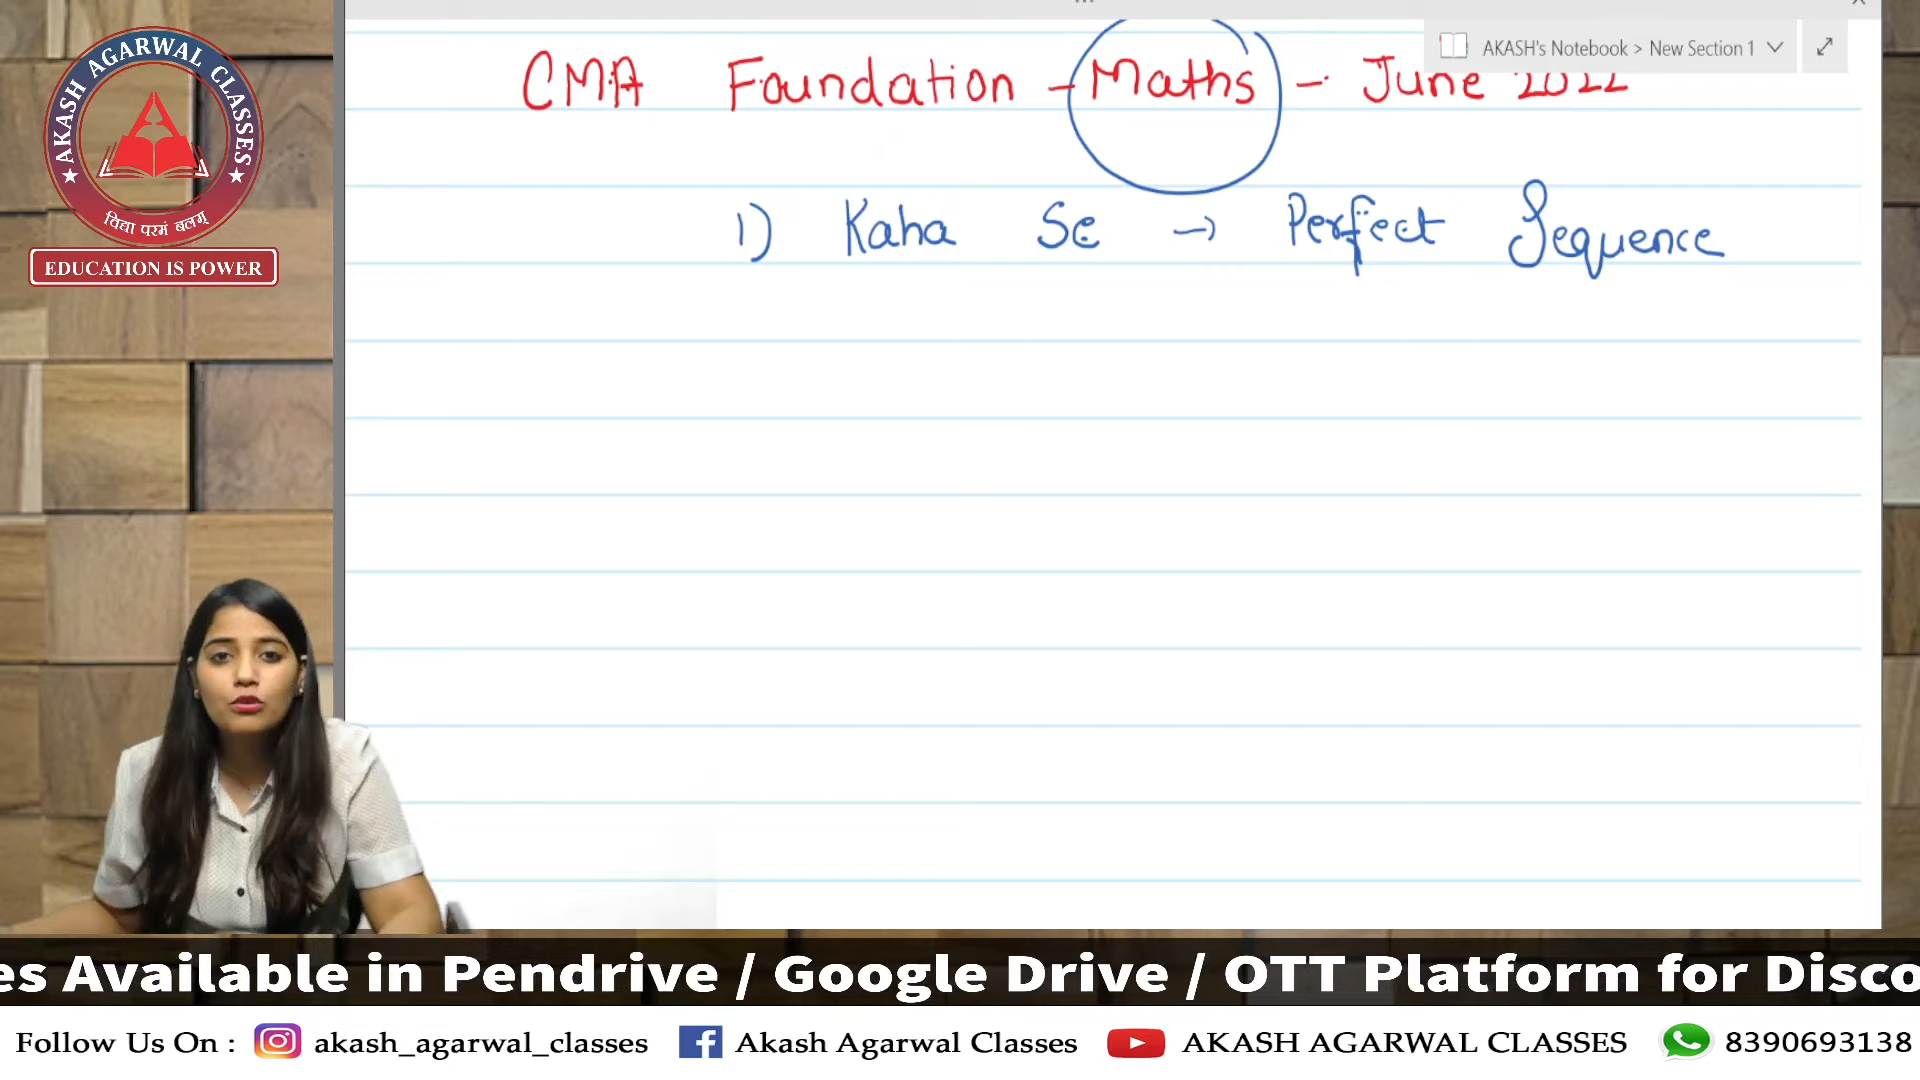 AKASH AGARWAL CLASSES
विद्या परमं बलम्
EDUCATION IS POWER
AKASH's Notebook > New Section 1
CMA Foundation - Maths - June 2022
1) Kaha Se → Perfect Sequence
es Available in Pendrive / Google Drive / OTT Platform for Disco
Follow Us On : akash_agarwal_classes Akash Agarwal Classes AKASH AGARWAL CLASSES 8390693138